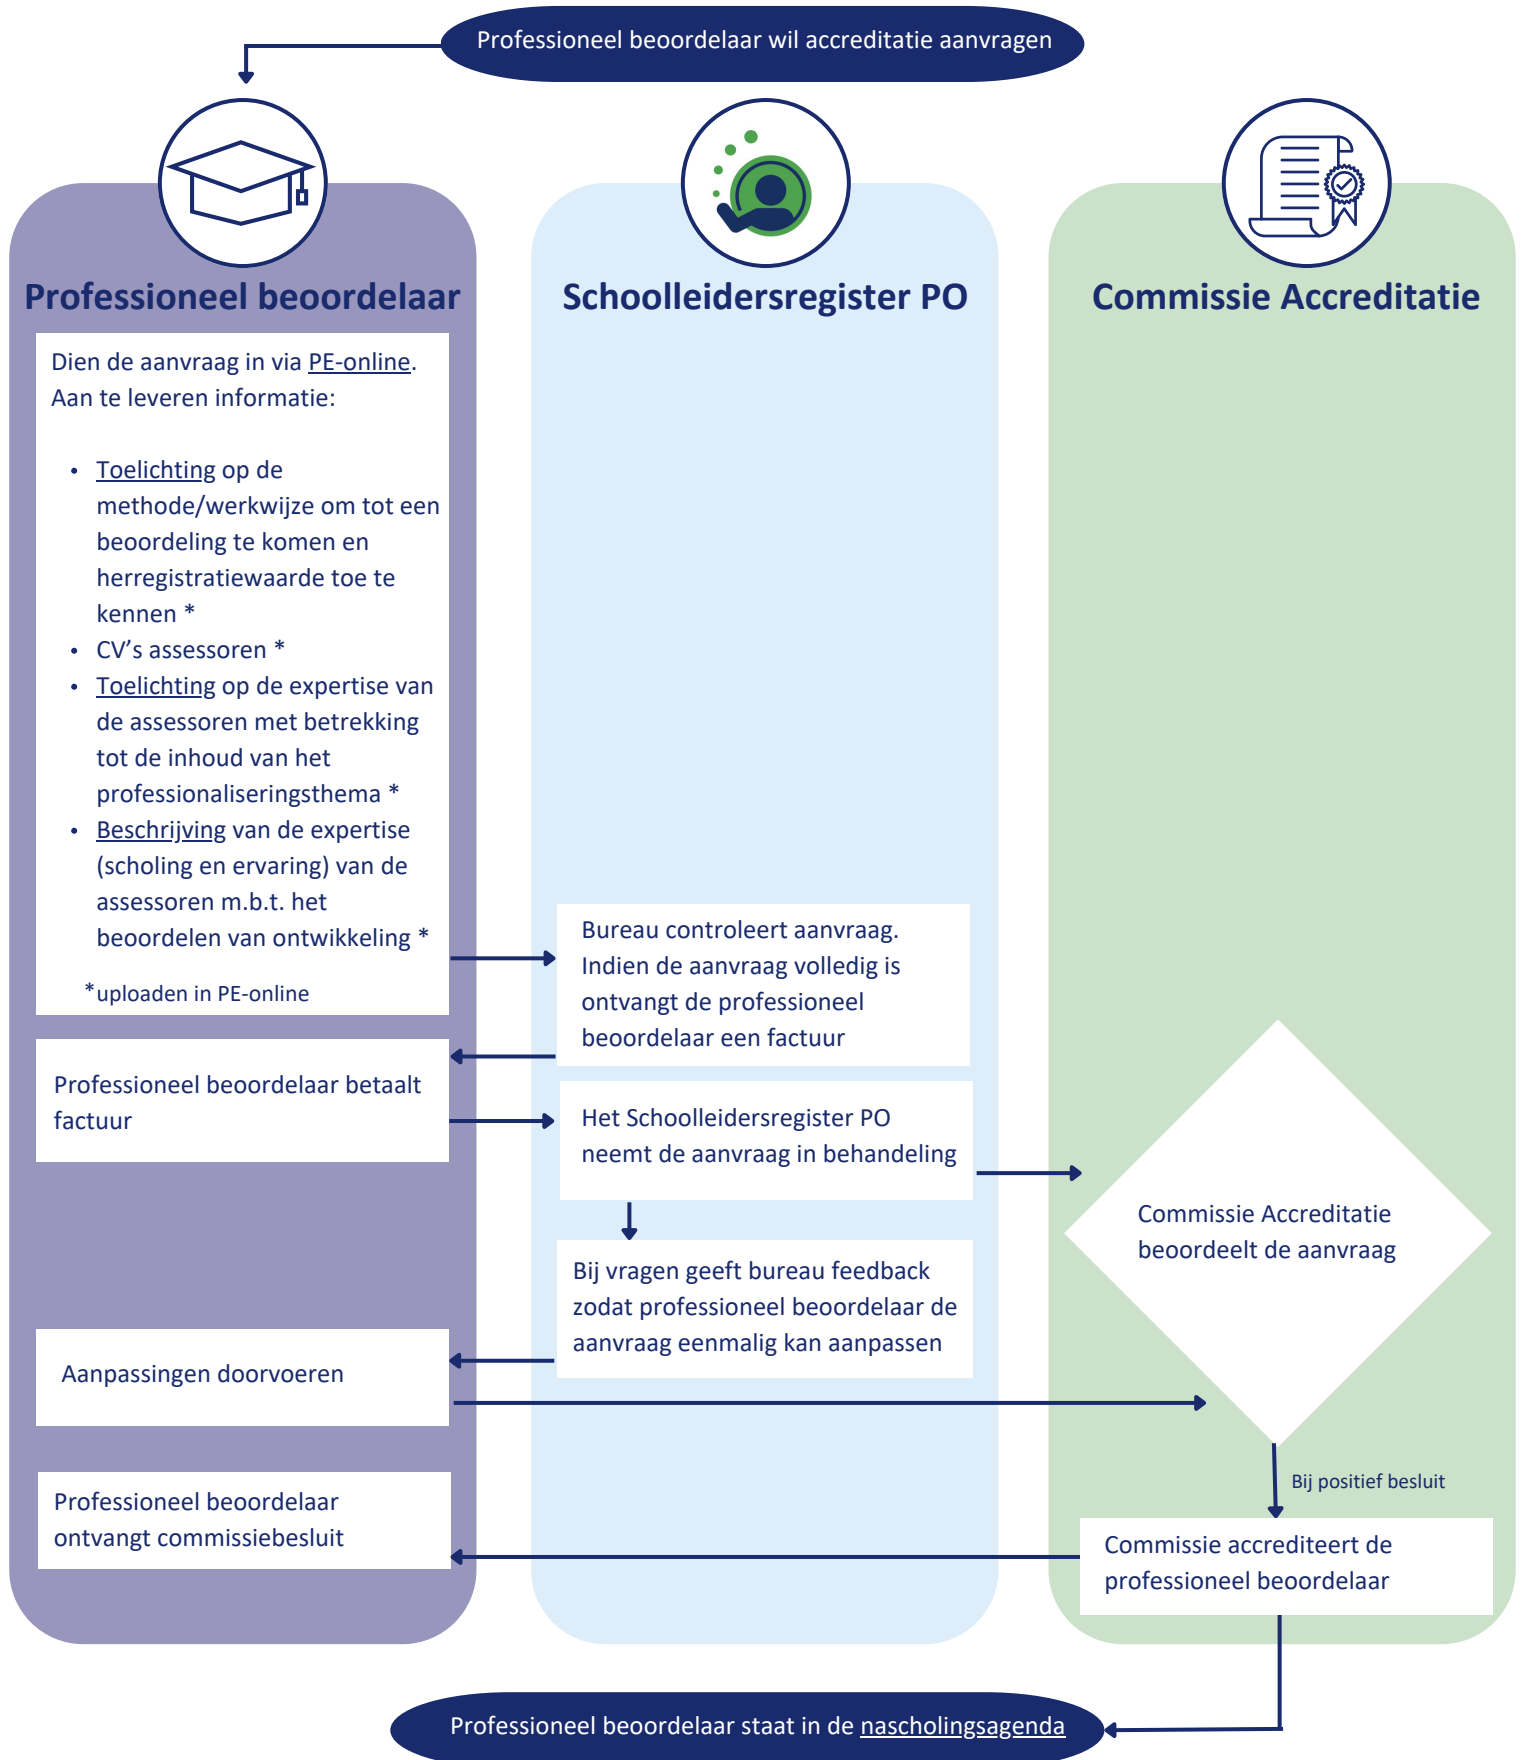 Professioneel beoordelaar wil accreditatie aanvragen
Professioneel beoordelaar
Dien de aanvraag in via PE-online.
Aan te leveren informatie:
• Toelichting op de
methode/werkwijze om tot een
beoordeling te komen en
herregistratiewaarde toe te
kennen *
• CV's assessoren *
• Toelichting op de expertise van
de assessoren met betrekking
tot de inhoud van het
professionaliseringsthema *
• Beschrijving van de expertise
(scholing en ervaring) van de
assessoren m.b.t. het
beoordelen van ontwikkeling *
*uploaden in PE-online
Schoolleidersregister PO
Bureau controleert aanvraag.
Indien de aanvraag volledig is
ontvangt de professioneel
beoordelaar een factuur
Professioneel beoordelaar betaalt
factuur
Het Schoolleidersregister PO
neemt de aanvraag in behandeling
Commissie Accreditatie
Commissie Accreditatie
beoordeelt de aanvraag
Bij vragen geeft bureau feedback
zodat professioneel beoordelaar de
aanvraag eenmalig kan aanpassen
Aanpassingen doorvoeren
Bij positief besluit
Commissie accrediteert de
professioneel beoordelaar
Professioneel beoordelaar
ontvangt commissiebesluit
Professioneel beoordelaar staat in de nascholingsagenda